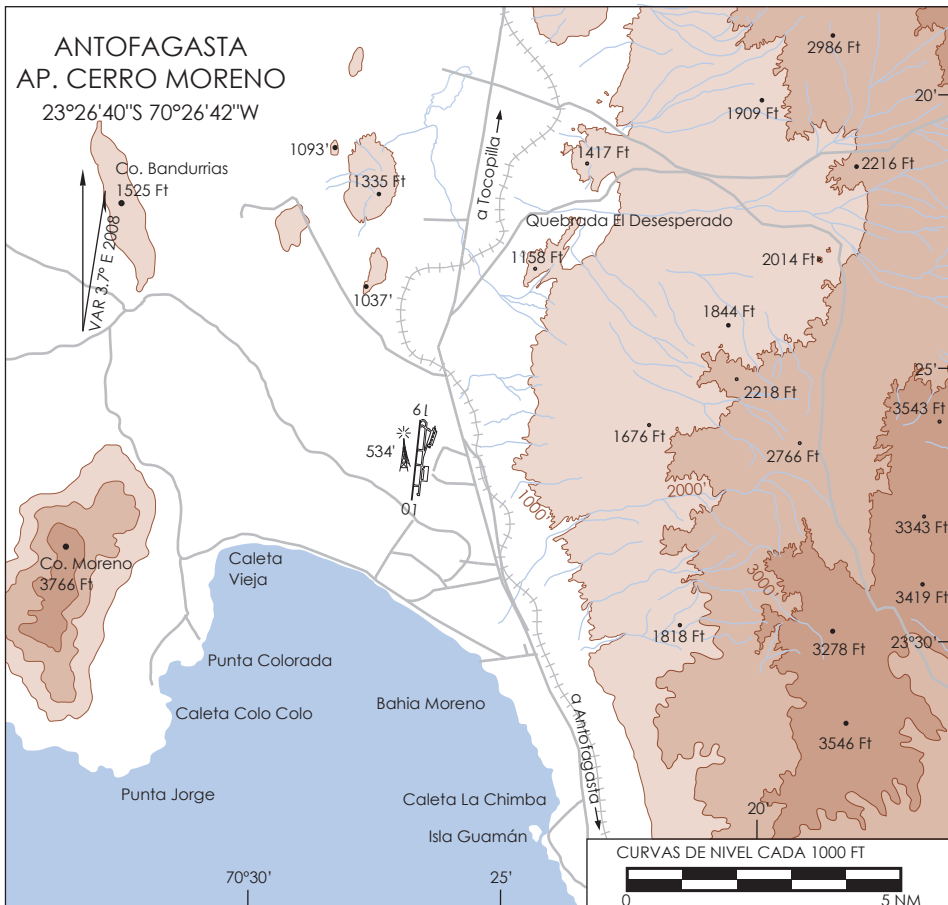 ANTOFAGASTA
AP. CERRO MORENO
23°26'40"S 70°26'42"W
2986 Ft
20'
1909 Ft
1093'
1417 Ft
Co. Bandurrias
1525 Ft
1335 Ft
2216 Ft
a Tocopilla
Quebrada El Desesperado
VAR 3.7° E 2008
1158 Ft
2014 Ft
1037'
1844 Ft
25'
2218 Ft
3543 Ft
19
534'
1676 Ft
2766 Ft
01
1000'
2000'
3343 Ft
Co. Moreno
3766 Ft
Caleta
Vieja
3000'
3419 Ft
1818 Ft
3278 Ft
23°30'
Punta Colorada
Bahia Moreno
Caleta Colo Colo
a Antofagasta
3546 Ft
Punta Jorge
Caleta La Chimba
20'
Isla Guamán
CURVAS DE NIVEL CADA 1000 FT
70°30'
25'
0
5 NM